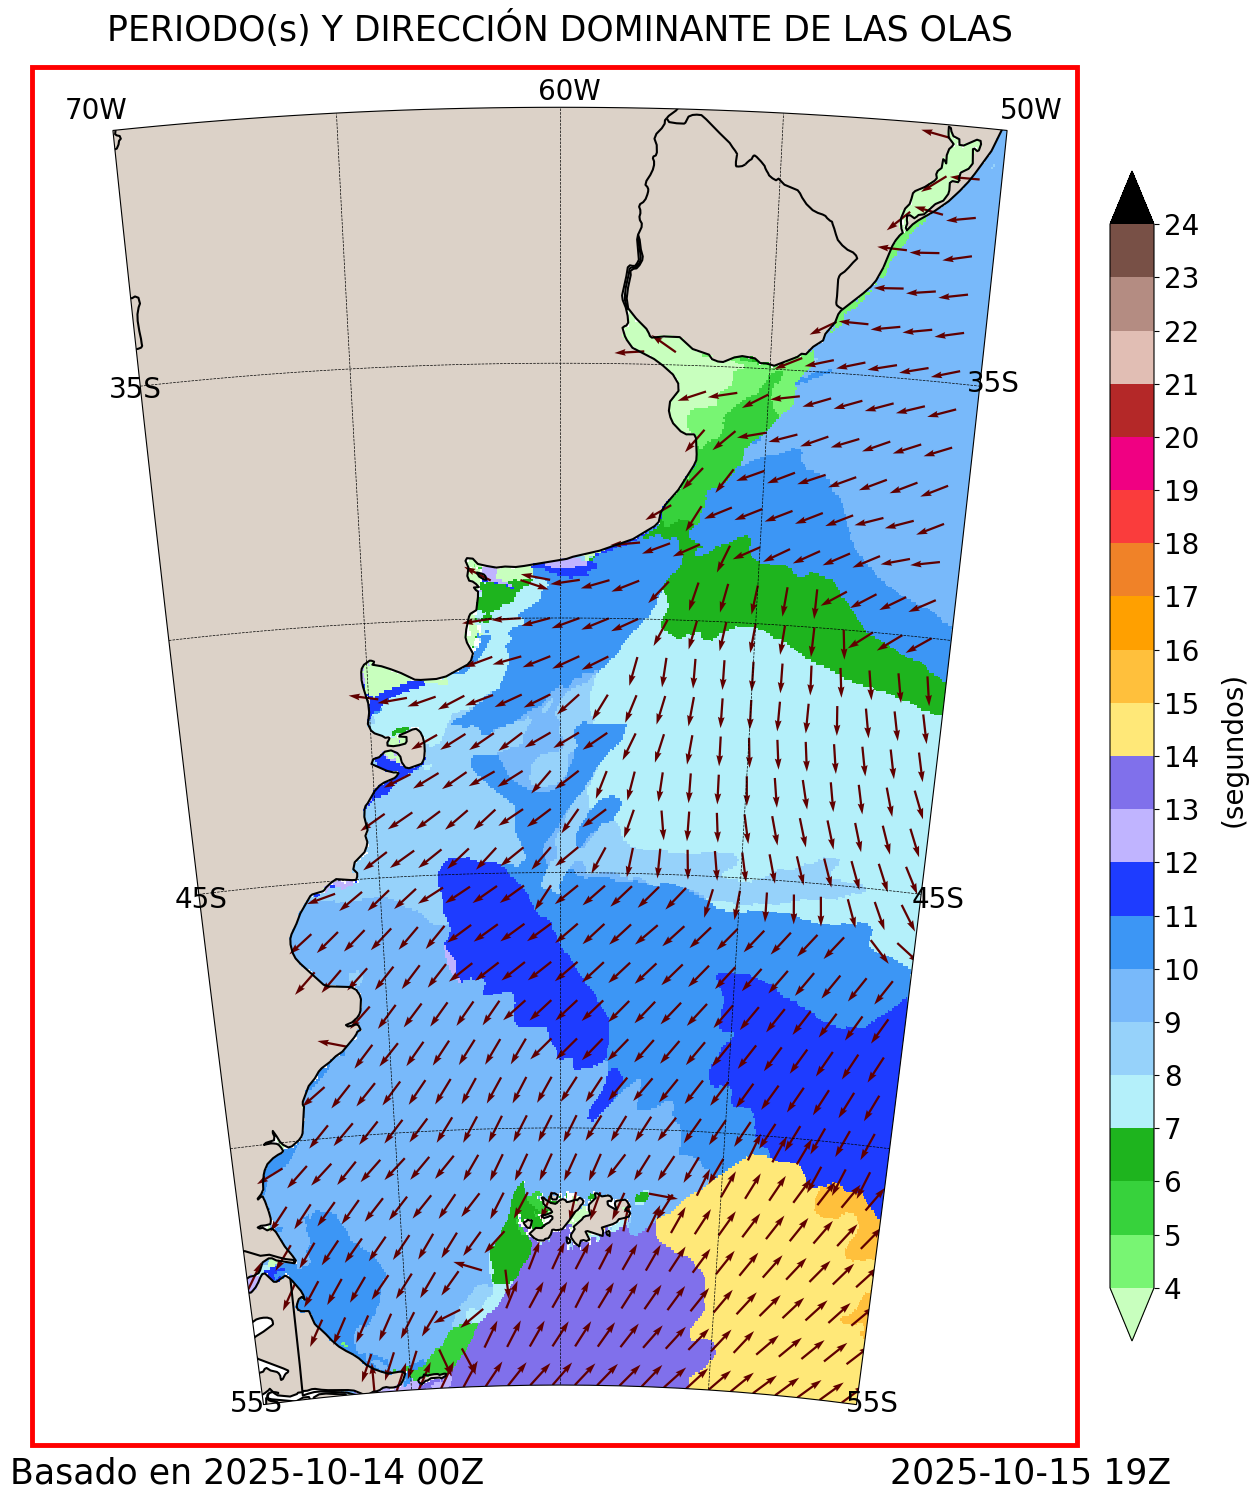 PERIODO(s) Y DIRECCIÓN DOMINANTE DE LAS OLAS
70W
60W
50W
35S
35S
45S
45S
55S
55S
24
23
22
21
20
19
18
17
16
15
14
13
12
11
10
9
8
7
6
5
4
(segundos)
Basado en 2025-10-14 00Z
2025-10-15 19Z